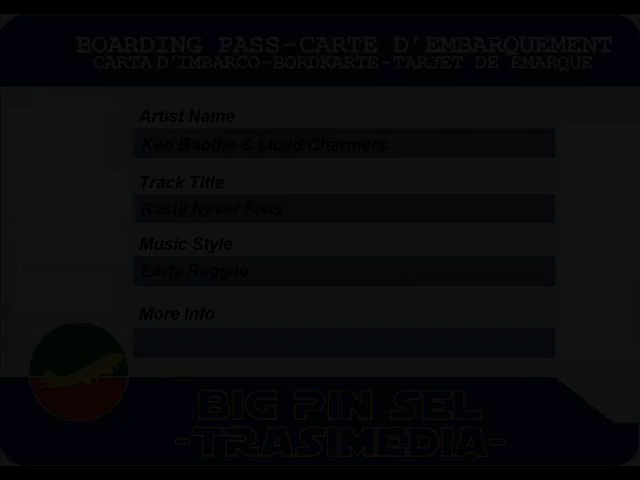 BOARDING PASS-CARTE D'EMBARQUEMENT
CARTA D'IMBARCO-BORDKARTE-TARJET DE EMARQUE
Artist Name
Ken Boothe & Lloyd Charmers
Track Title
Rasta Never Fails
Music Style
Early Reggae
More Info
BIG PIN SEL
-TRASIMEDIA-